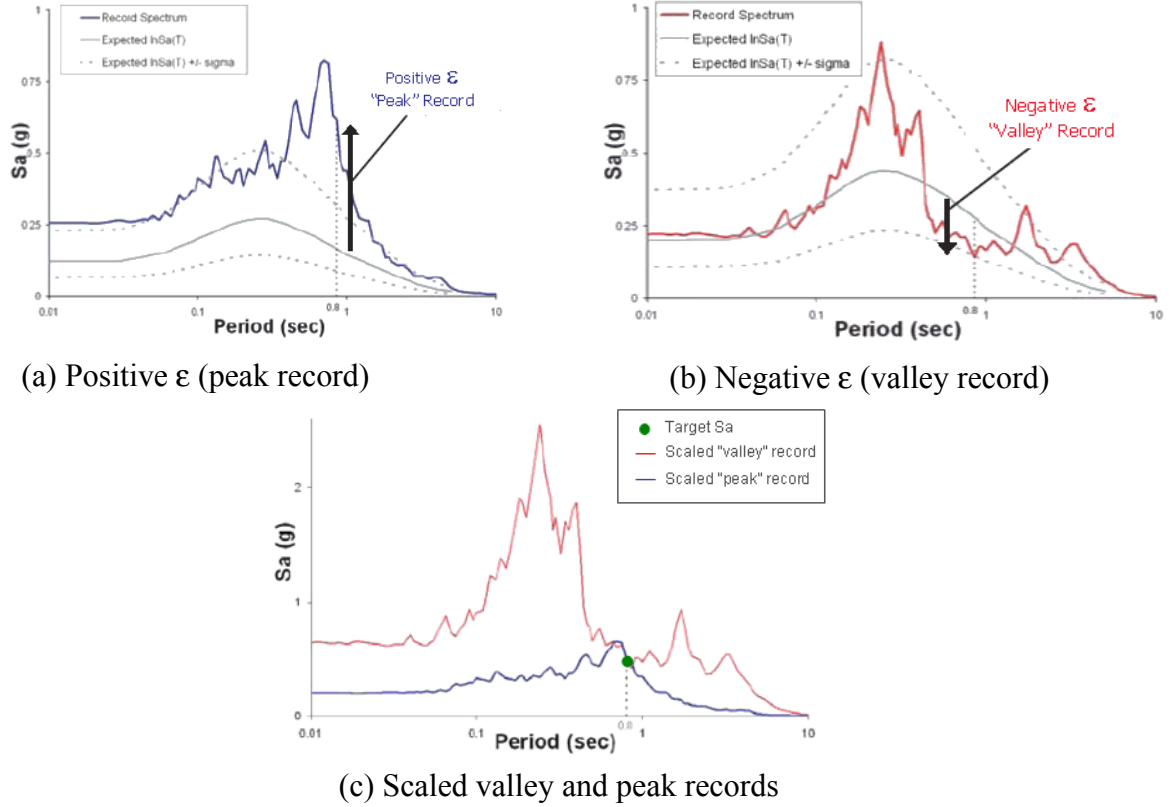 Record Spectrum
Expected lnSa(T)
Expected lnSa(T) +/- sigma
Positive ε
"Peak" Record
Sa (g)
1
0.75
0.5
0.25
0
0.01
0.1
0.8
1
10
Period (sec)
(a) Positive ε (peak record)
Record Spectrum
Expected lnSa(T)
Expected lnSa(T) +/- sigma
Negative ε
"Valley" Record
Sa (g)
1
0.75
0.5
0.25
0
0.01
0.1
0.8
1
10
Period (sec)
(b) Negative ε (valley record)
Target Sa
Scaled "valley" record
Scaled "peak" record
Sa (g)
2
1
0
0.01
0.1
0.8
1
10
Period (sec)
(c) Scaled valley and peak records